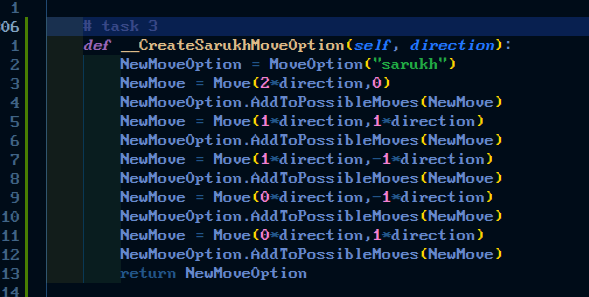 1
06 # task 3
1 def __CreateSarukhMoveOption(self, direction):
2 NewMoveOption = MoveOption("sarukh")
3 NewMove = Move(2*direction,0)
4 NewMoveOption.AddToPossibleMoves(NewMove)
5 NewMove = Move(1*direction,1*direction)
6 NewMoveOption.AddToPossibleMoves(NewMove)
7 NewMove = Move(1*direction,-1*direction)
8 NewMoveOption.AddToPossibleMoves(NewMove)
9 NewMove = Move(0*direction,-1*direction)
10 NewMoveOption.AddToPossibleMoves(NewMove)
11 NewMove = Move(0*direction,1*direction)
12 NewMoveOption.AddToPossibleMoves(NewMove)
13 return NewMoveOption
14